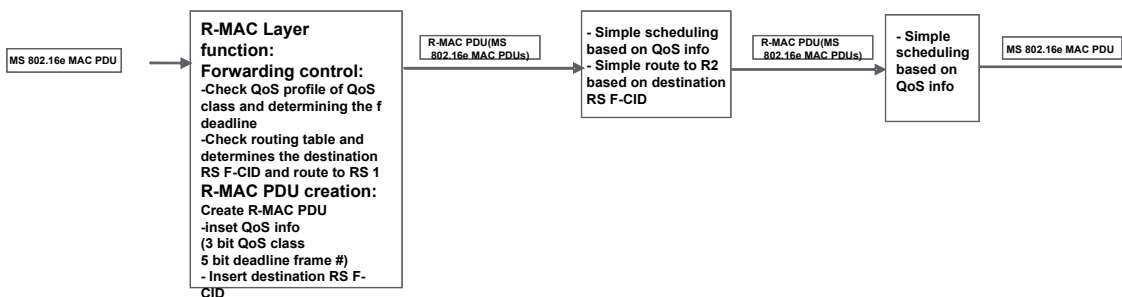 MS 802.16e MAC PDU
R-MAC Layer
function:
Forwarding control:
-Check QoS profile of QoS
class and determining the f
deadline
-Check routing table and
determines the destination
RS F-CID and route to RS 1
R-MAC PDU creation:
Create R-MAC PDU
-inset QoS info
(3 bit QoS class
5 bit deadline frame #)
- Insert destination RS F-
CID
R-MAC PDU(MS
802.16e MAC PDUs)
- Simple scheduling
based on QoS info
- Simple route to R2
based on destination
RS F-CID
R-MAC PDU(MS
802.16e MAC PDUs)
- Simple
scheduling
based on
QoS info
MS 802.16e MAC PDU